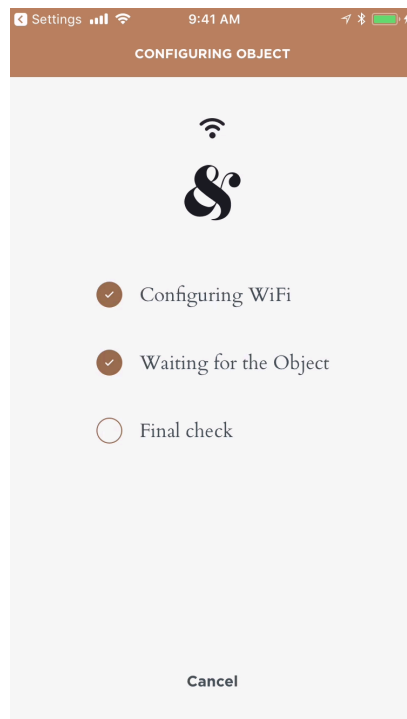 Settings 9:41 AM
CONFIGURING OBJECT
&
Configuring WiFi
Waiting for the Object
Final check
Cancel